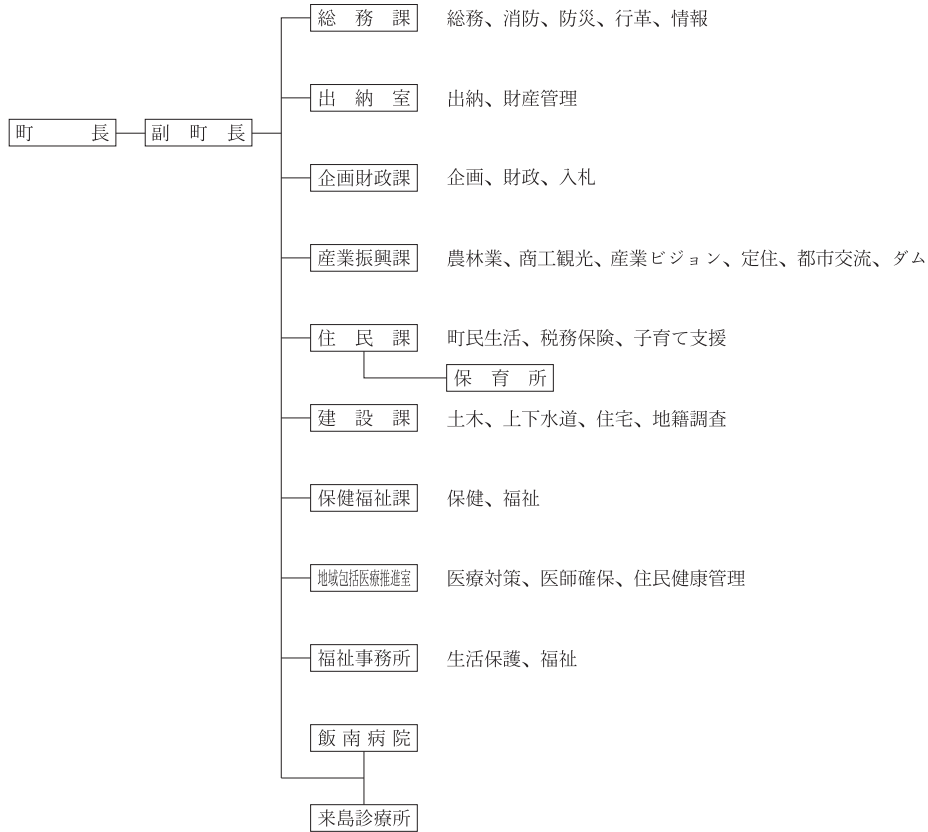 総務課 総務、消防、防災、行革、情報
出納室 出納、財産管理
町長 副町長
企画財政課 企画、財政、入札
産業振興課 農林業、商工観光、産業ビジョン、定住、都市交流、ダム
住民課 町民生活、税務保険、子育て支援
保育所
建設課 土木、上下水道、住宅、地籍調査
保健福祉課 保健、福祉
地域包括医療推進室 医療対策、医師確保、住民健康管理
福祉事務所 生活保護、福祉
飯南病院
来島診療所